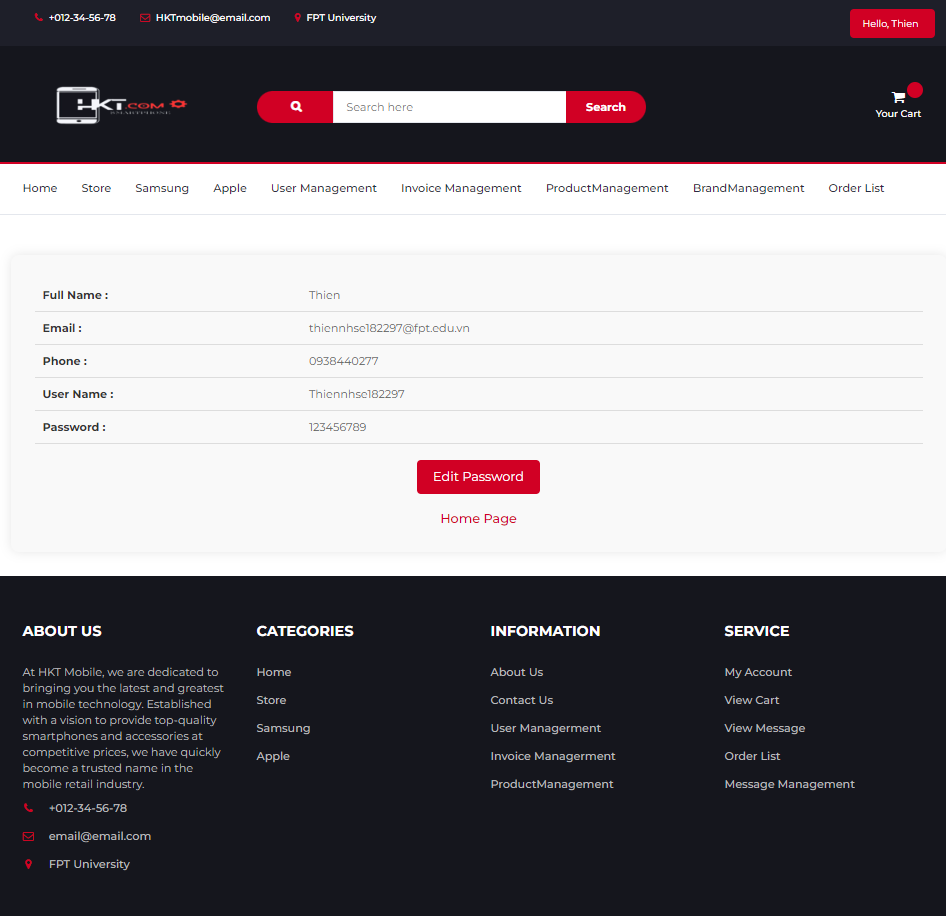 +012-34-56-78 HKTmobile@email.com FPT University Hello, Thien
HKT.COM
SMARTPHONE
Search here Search
Your Cart
Home Store Samsung Apple User Management Invoice Management ProductManagement BrandManagement Order List
Full Name : Thien
Email : thiennhse182297@fpt.edu.vn
Phone : 0938440277
User Name : Thiennhse182297
Password : 123456789
Edit Password
Home Page
ABOUT US
At HKT Mobile, we are dedicated to
bringing you the latest and greatest
in mobile technology. Established
with a vision to provide top-quality
smartphones and accessories at
competitive prices, we have quickly
become a trusted name in the
mobile retail industry.
+012-34-56-78
email@email.com
FPT University
CATEGORIES
Home
Store
Samsung
Apple
INFORMATION
About Us
Contact Us
User Managerment
Invoice Managerment
ProductManagement
SERVICE
My Account
View Cart
View Message
Order List
Message Management